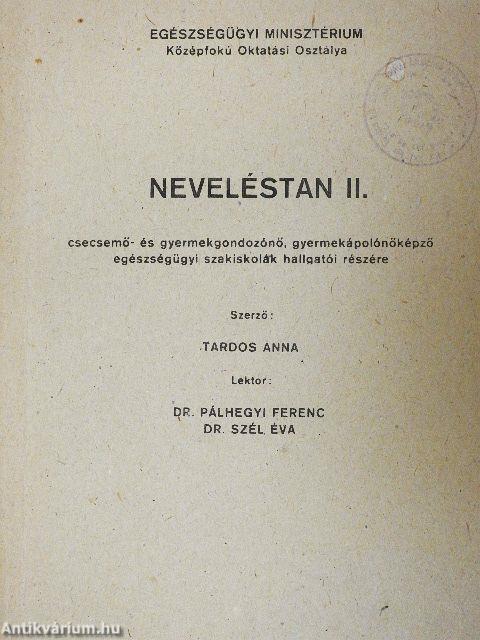 EGÉSZSÉGÜGYI MINISZTÉRIUM
Középfokú Oktatási Osztálya
NEVELÉSTAN II.
csecsemő- és gyermekgondozónő, gyermekápolónőképző
egészségügyi szakiskolák hallgatói részére
Szerző:
TARDOS ANNA
Lektor:
DR. PÁLHEGYI FERENC
DR. SZÉL ÉVA
Antikvárium.hu